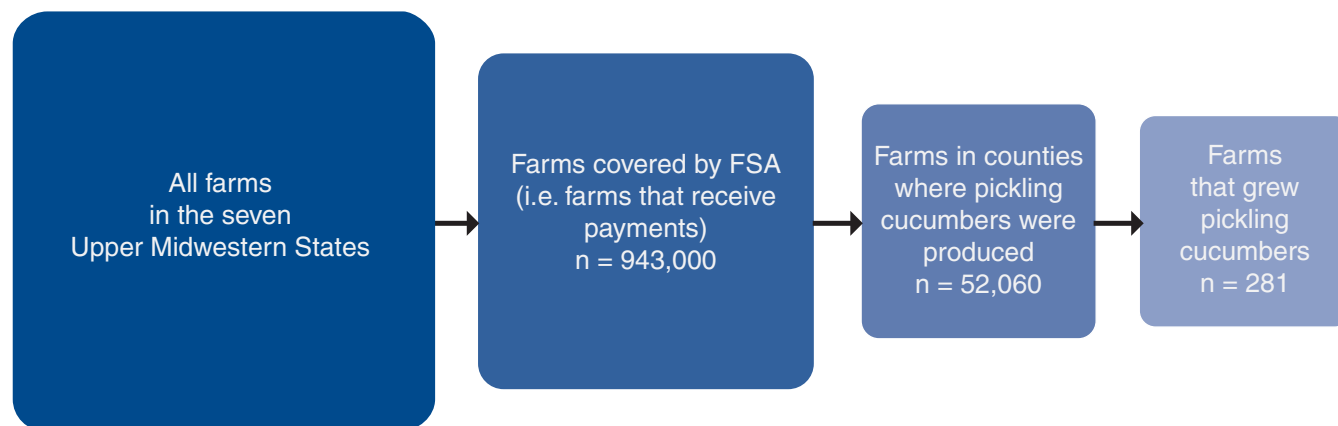 All farms
in the seven
Upper Midwestern States
Farms covered by FSA
(i.e. farms that receive
payments)
n = 943,000
Farms in counties
where pickling
cucumbers were
produced
n = 52,060
Farms
that grew
pickling
cucumbers
n = 281